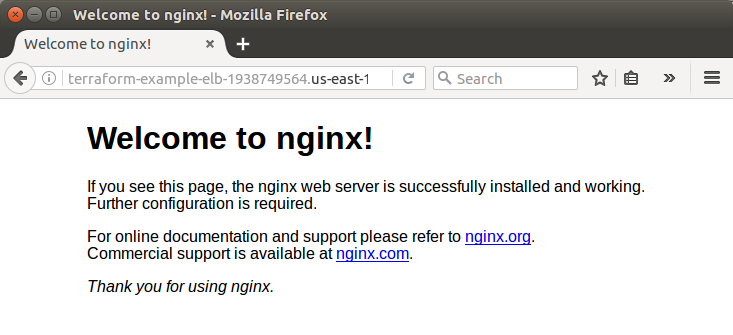 Welcome to nginx! - Mozilla Firefox
Welcome to nginx!
terraform-example-elb-1938749564.us-east-1
Search
Welcome to nginx!
If you see this page, the nginx web server is successfully installed and working.
Further configuration is required.
For online documentation and support please refer to nginx.org.
Commercial support is available at nginx.com.
Thank you for using nginx.